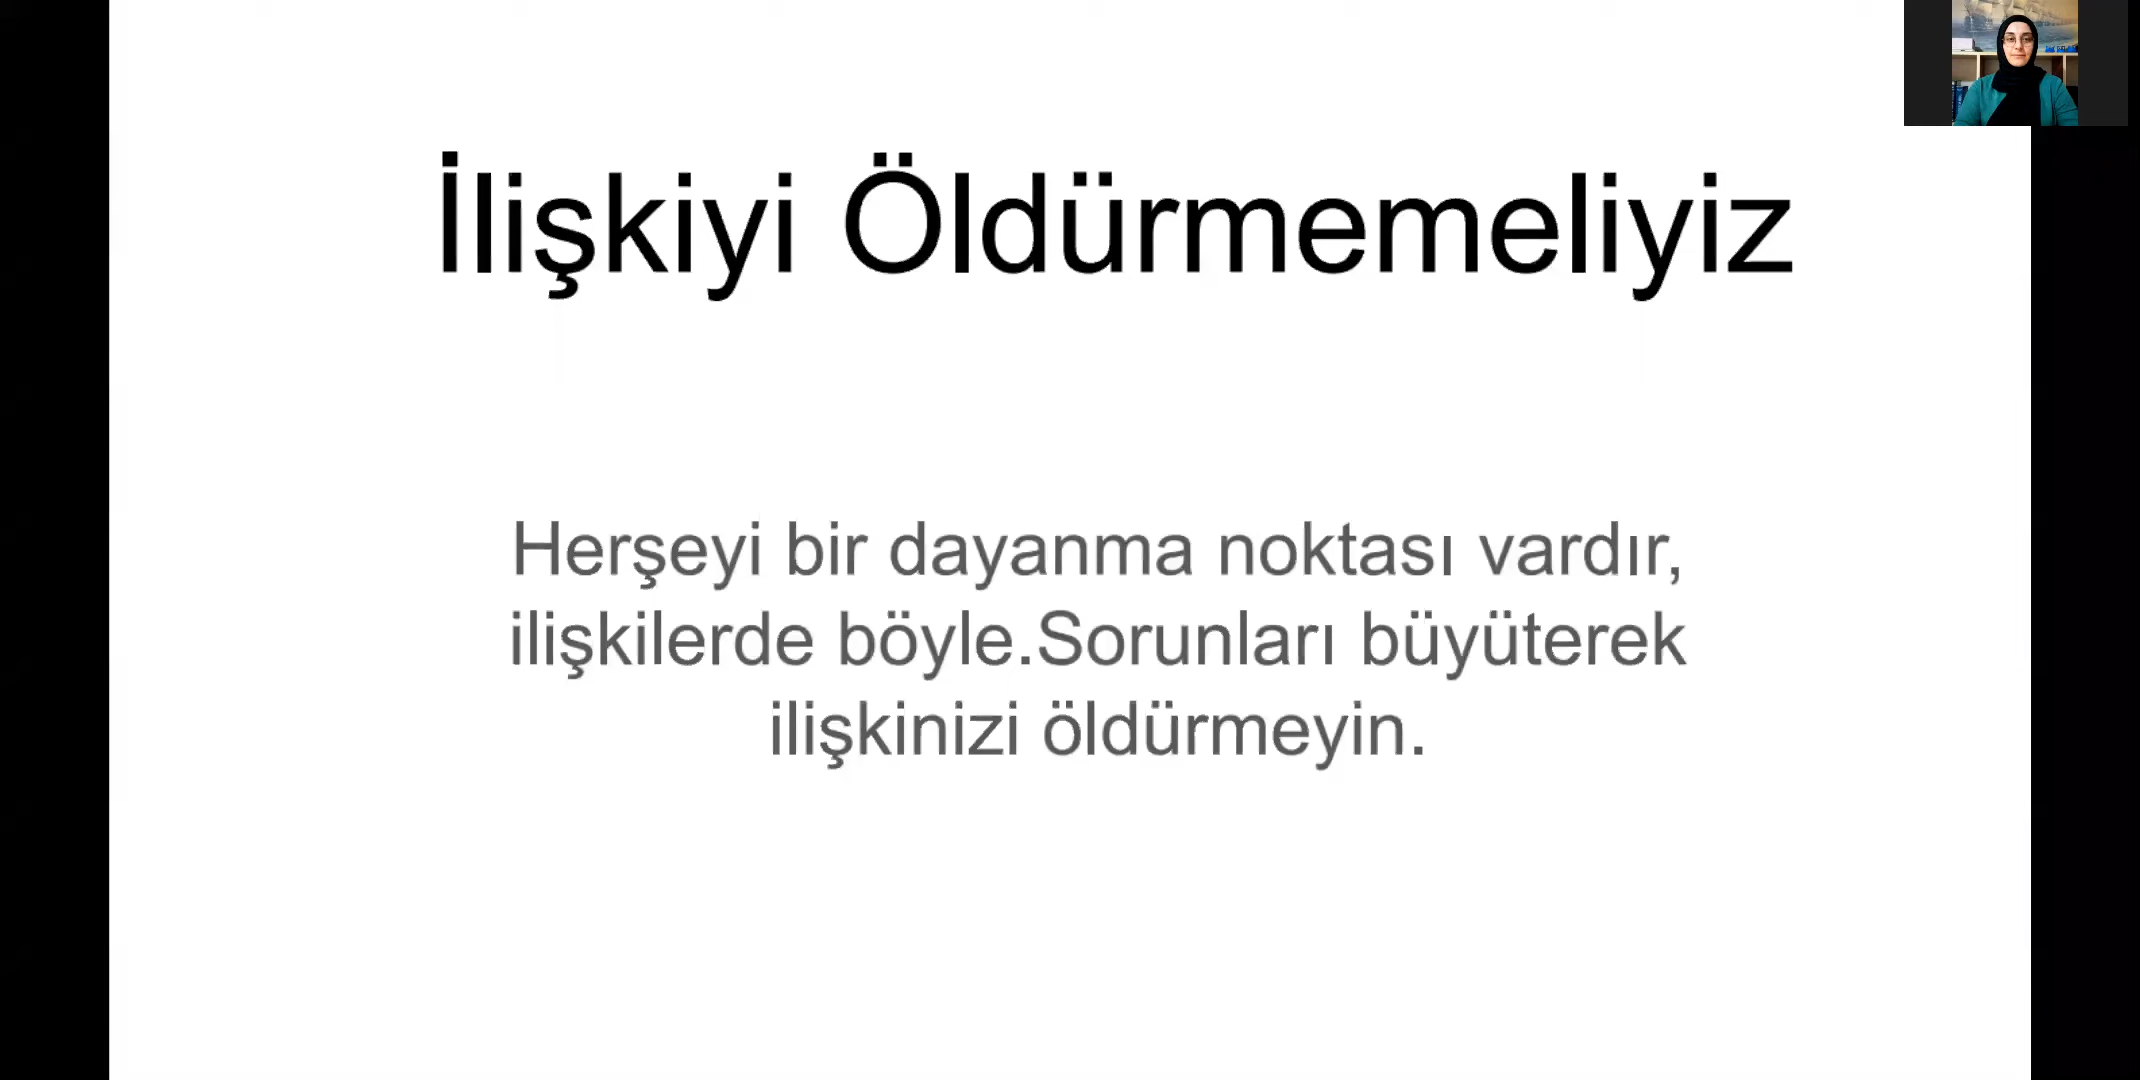 İlişkiyi Öldürmemeliyiz
Herşeyi bir dayanma noktası vardır,
ilişkilerde böyle.Sorunları büyüterek
ilişkinizi öldürmeyin.